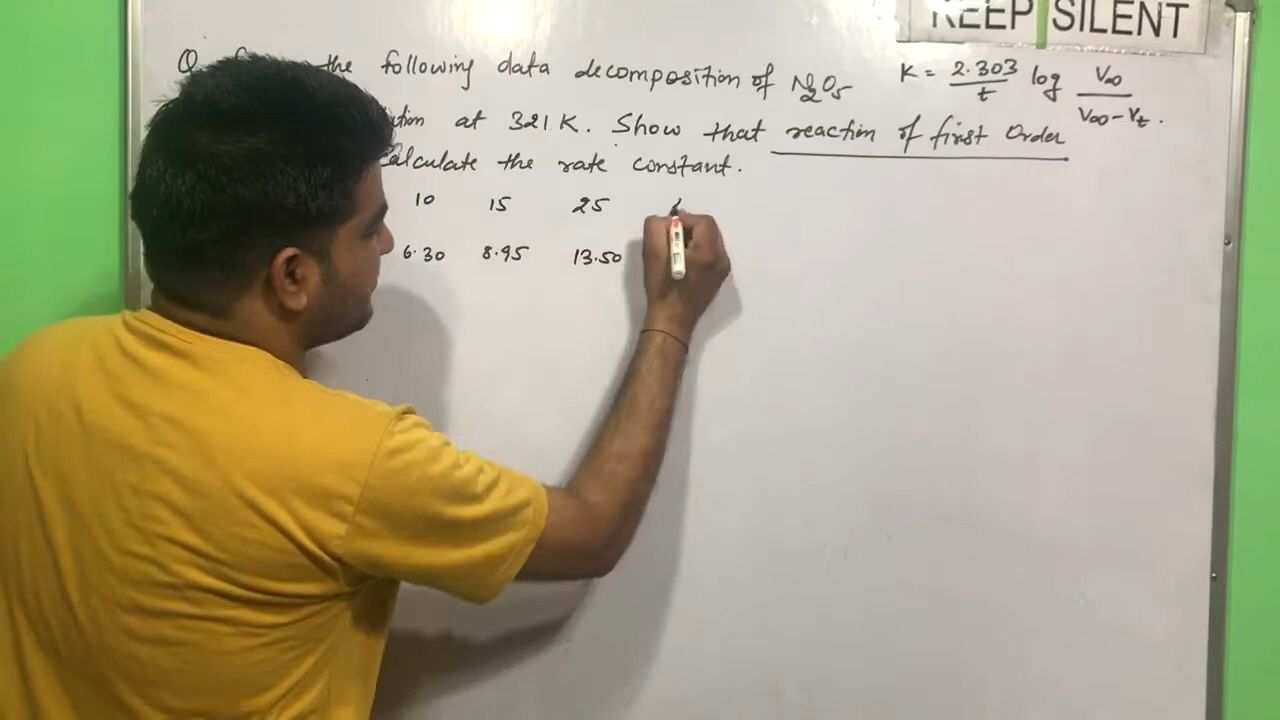 KEEP SILENT
Q the following data decomposition of N2O5
at 321 K. Show that reaction of first Order
Calculate the rate constant.
K = 2.303/t log V∞/V∞-Vt.
10 15 25
6.30 8.95 13.50